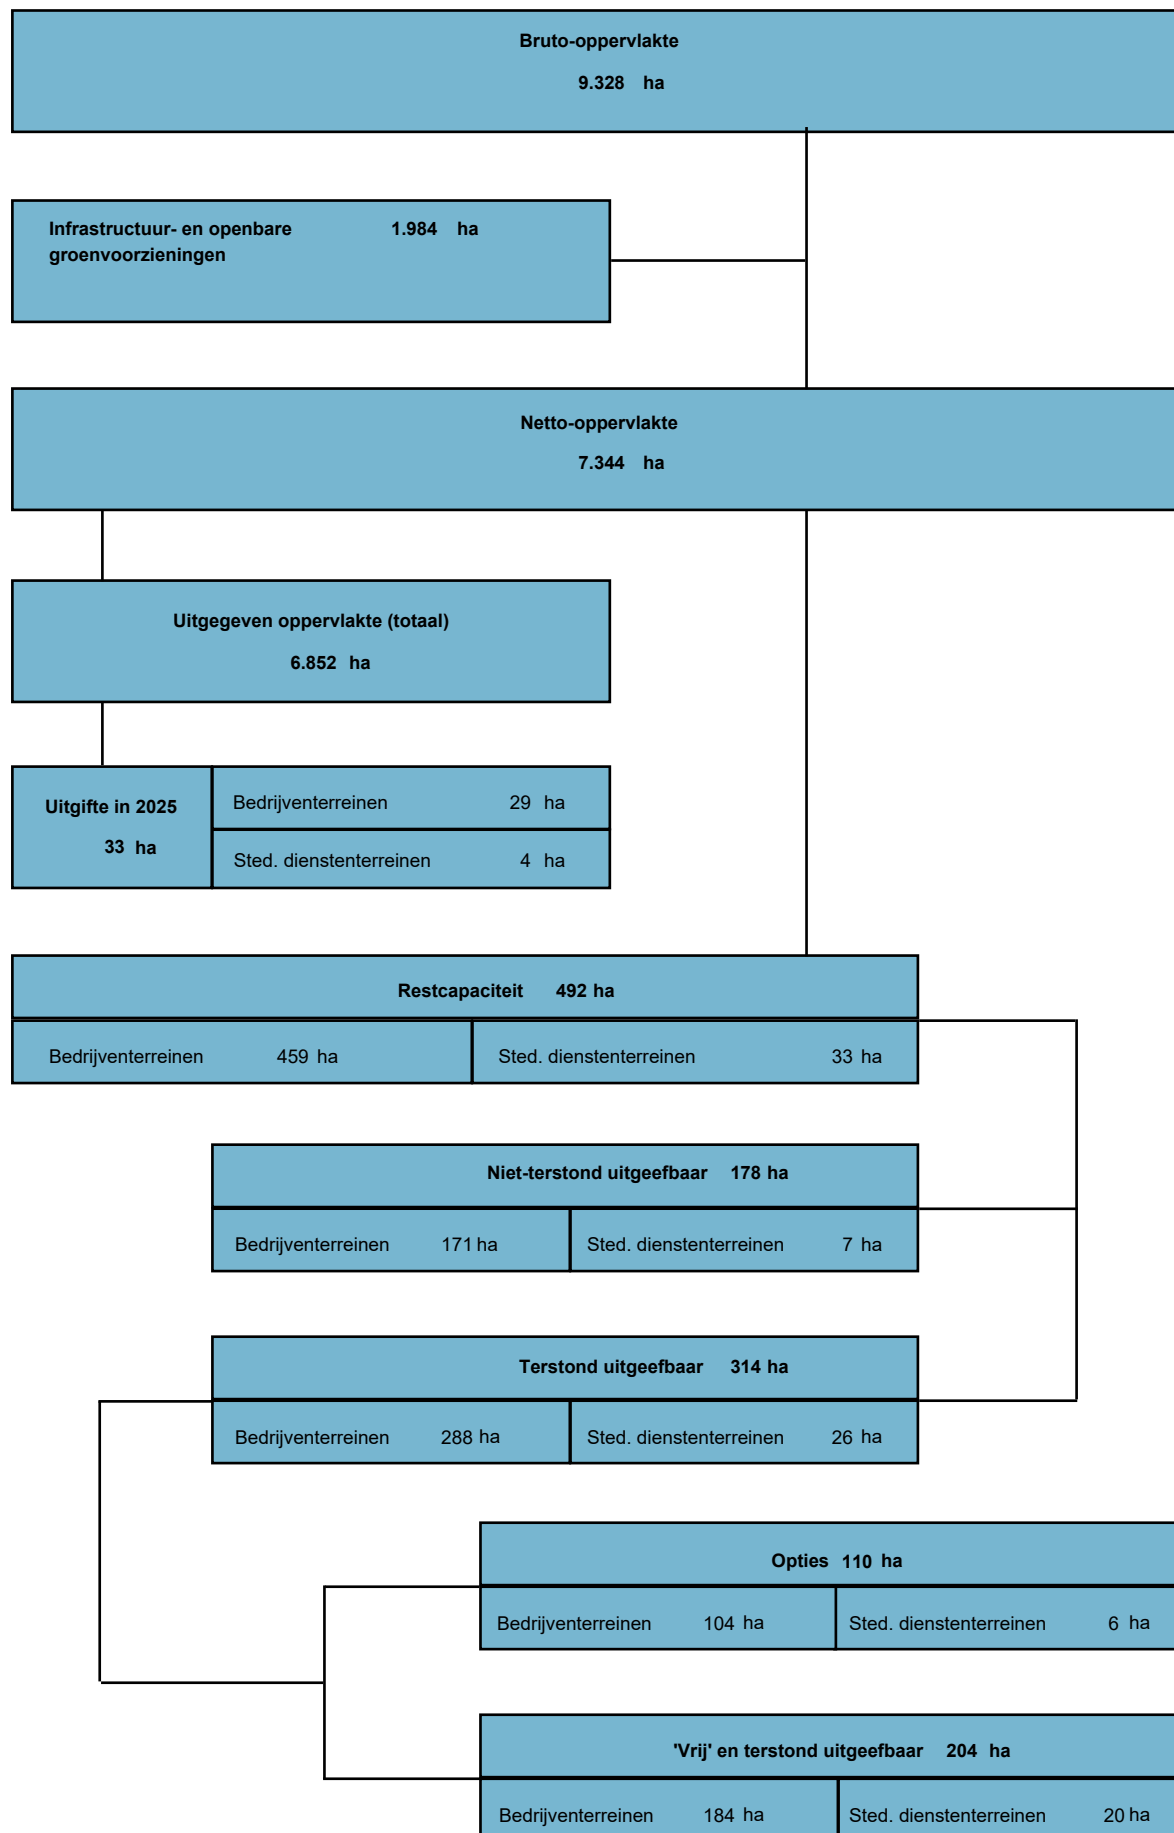 Bruto-oppervlakte
9.328 ha
Infrastructuur- en openbare 1.984 ha
groenvoorzieningen
Netto-oppervlakte
7.344 ha
Uitgegeven oppervlakte (totaal)
6.852 ha
Uitgifte in 2025
33 ha
Bedrijventerreinen 29 ha
Sted. dienstenterreinen 4 ha
Restcapaciteit 492 ha
Bedrijventerreinen 459 ha Sted. dienstenterreinen 33 ha
Niet-terstond uitgeefbaar 178 ha
Bedrijventerreinen 171 ha Sted. dienstenterreinen 7 ha
Terstond uitgeefbaar 314 ha
Bedrijventerreinen 288 ha Sted. dienstenterreinen 26 ha
Opties 110 ha
Bedrijventerreinen 104 ha Sted. dienstenterreinen 6 ha
'Vrij' en terstond uitgeefbaar 204 ha
Bedrijventerreinen 184 ha Sted. dienstenterreinen 20 ha